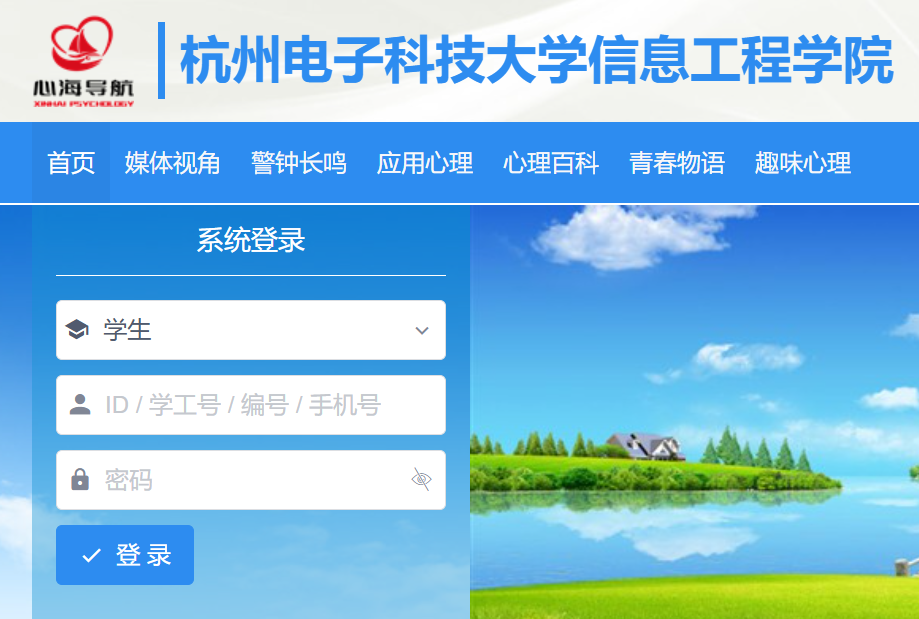 心海导航
XINHAI PSYCHOLOGY
杭州电子科技大学信息工程学院
首页 媒体视角 警钟长鸣 应用心理 心理百科 青春物语 趣味心理
系统登录
学生
ID / 学工号 / 编号 / 手机号
密码
登 录